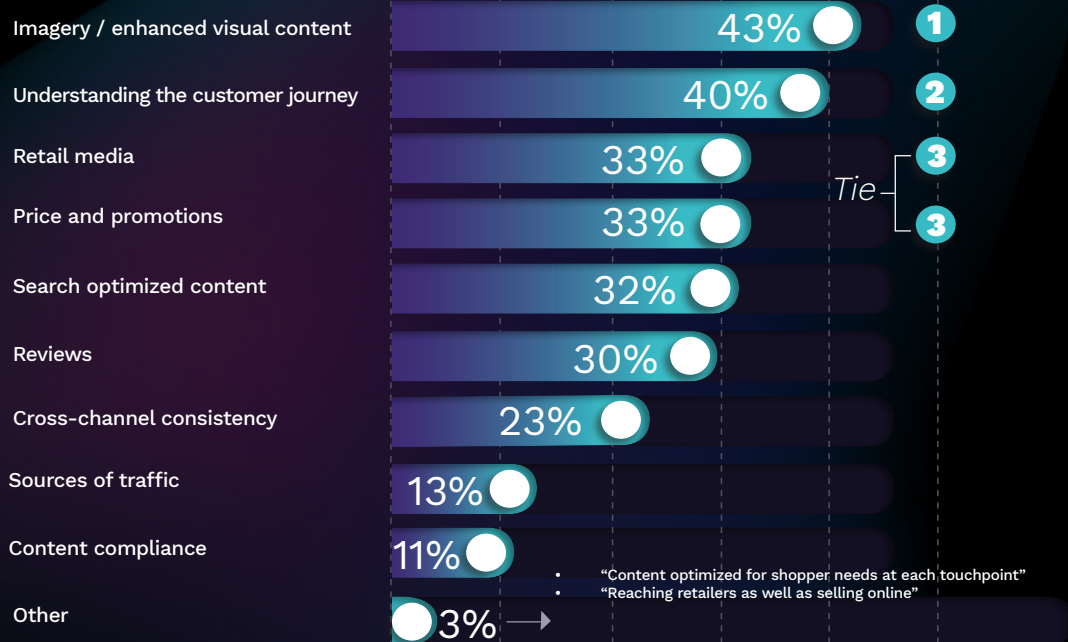 Imagery / enhanced visual content 43% 1
Understanding the customer journey 40% 2
Retail media 33% 3
Tie
Price and promotions 33% 3
Search optimized content 32%
Reviews 30%
Cross-channel consistency 23%
Sources of traffic 13%
Content compliance 11%
• “Content optimized for shopper needs at each touchpoint”
• “Reaching retailers as well as selling online”
Other 3%